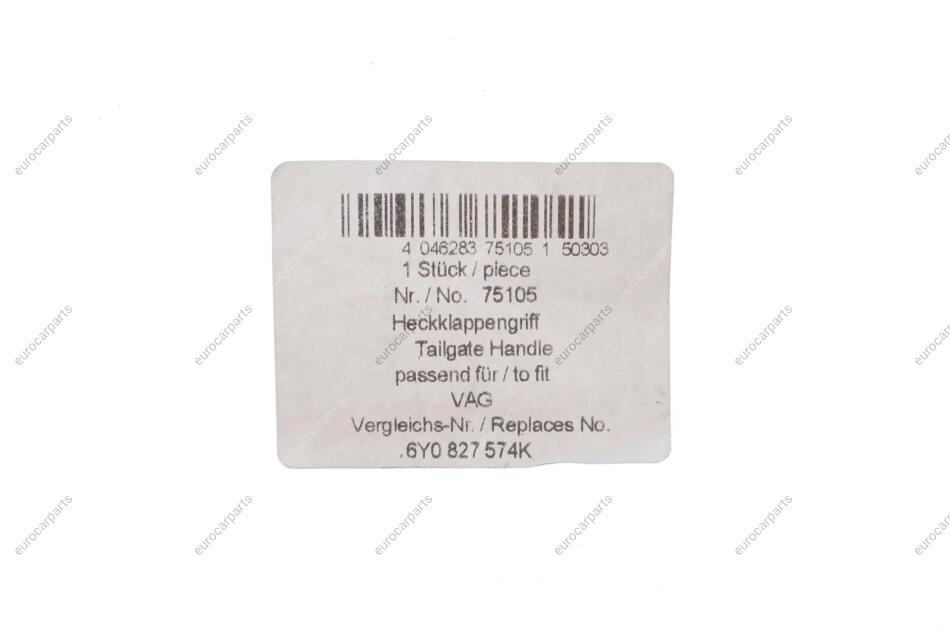 4 046283 75105 1 50303
1 Stück / piece
Nr. / No. 75105
Heckklappengriff
Tailgate Handle
passend für / to fit
VAG
Vergleichs-Nr. / Replaces No.
.6Y0 827 574K
eurocarparts eurocarparts eurocarparts eurocarparts eurocarparts
eurocarparts eurocarparts eurocarparts eurocarparts eurocarparts
eurocarparts eurocarparts eurocarparts eurocarparts eurocarparts